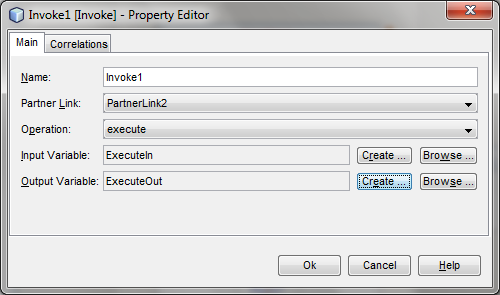 Invoke1 [Invoke] - Property Editor
Main Correlations
Name: Invoke1
Partner Link: PartnerLink2
Operation: execute
Input Variable: ExecuteIn Create ... Browse ...
Output Variable: ExecuteOut Create ... Browse ...
Ok Cancel Help